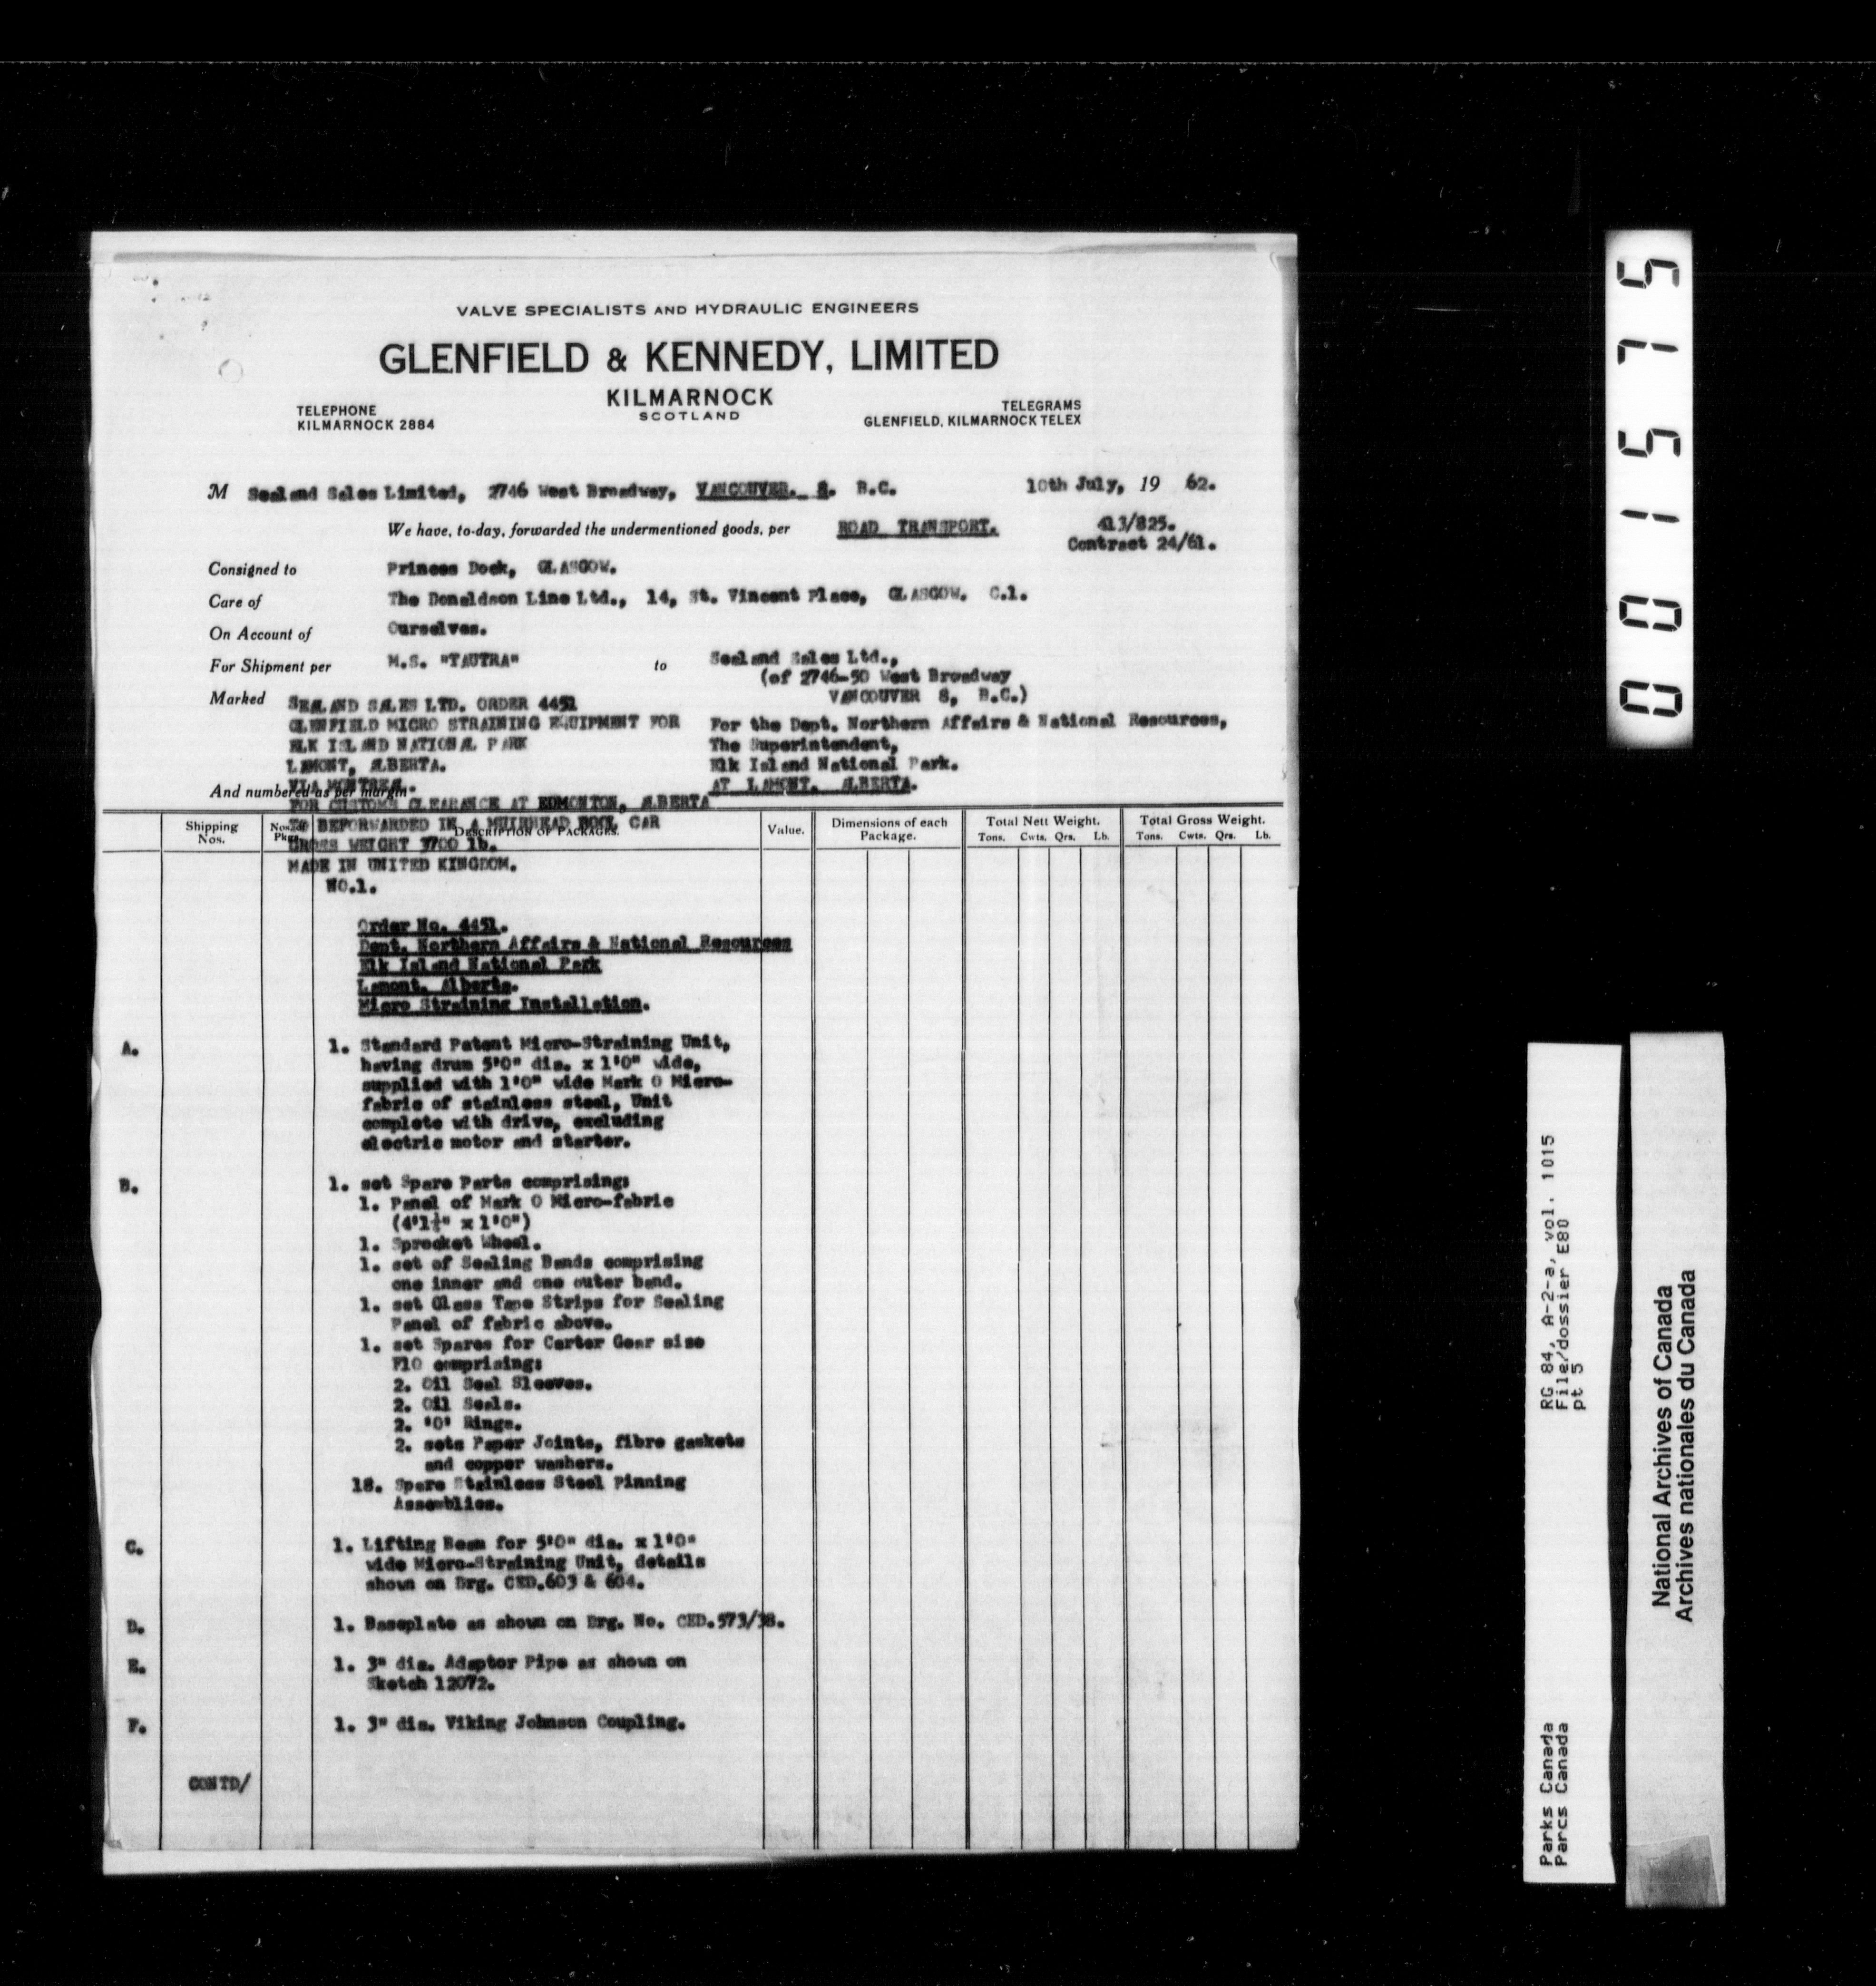 VALVE SPECIALISTS AND HYDRAULIC ENGINEERS
GLENFIELD & KENNEDY, LIMITED
KILMARNOCK
SCOTLAND
TELEPHONE
KILMARNOCK 2884
TELEGRAMS
GLENFIELD, KILMARNOCK TELEX
M Sealand Sales Limited, 2746 West Broadway, VANCOUVER. 8. B.C. 10th July, 19 62.
We have, to-day, forwarded the undermentioned goods, per ROAD TRANSPORT. 413/825.
Contract 24/61.
Consigned to Princes Dock, GLASGOW.
Care of The Donaldson Line Ltd., 14, St. Vincent Place, GLASGOW. C.1.
On Account of Ourselves.
For Shipment per M.S. "TAUTRA" to Sealand Sales Ltd.,
(of 2746-50 West Broadway
VANCOUVER 8, B.C.)
For the Dept. Northern Affairs & National Resources,
The Superintendent,
Elk Island National Park.
AT LAMONT. ALBERTA.
Marked SEALAND SALES LTD. ORDER 4451
GLENFIELD MICRO STRAINING EQUIPMENT FOR
ELK ISLAND NATIONAL PARK
LAMONT, ALBERTA.
VIA MONTREAL.
And numbered as per margin
FOR CUSTOMS CLEARANCE AT EDMONTON, ALBERTA
TO BEFORWARDED IN A MUIRHEAD POOL CAR
GROSS WEIGHT 3700 lb.
MADE IN UNITED KINGDOM.
NO.1.
Shipping Nos.
Nos. of Pkgs.
DESCRIPTION OF PACKAGES.
Value.
Dimensions of each Package.
Total Nett Weight.
Tons. Cwts. Qrs. Lb.
Total Gross Weight.
Tons. Cwts. Qrs. Lb.
Order No. 4451.
Dept. Northern Affairs & National Resources
Elk Island National Park
Lamont. Alberta.
Micro Straining Installation.
A. 1. Standard Patent Micro-Straining Unit,
having drum 5'0" dia. x 1'0" wide,
supplied with 1'0" wide Mark O Micro-
fabric of stainless steel, Unit
complete with drive, excluding
electric motor and starter.
B. 1. set Spare Parts comprising:
1. Panel of Mark O Micro-fabric
(4'1½" x 1'0")
1. Sprocket Wheel.
1. set of Sealing Bands comprising
one inner and one outer band.
1. set Glass Tape Strips for Sealing
Panel of fabric above.
1. set Spares for Carter Gear size
F10 comprising:
2. Oil Seal Sleeves.
2. Oil Seals.
2. 'O' Rings.
2. sets Paper Joints, fibre gaskets
and copper washers.
18. Spare Stainless Steel Pinning
Assemblies.
C. 1. Lifting Beam for 5'0" dia. x 1'0"
wide Micro-Straining Unit, details
shown on Drg. CED.603 & 604.
D. 1. Baseplate as shown on Drg. No. CED.573/38.
E. 1. 3" dia. Adaptor Pipe as shown on
Sketch 12072.
F. 1. 3" dia. Viking Johnson Coupling.
CONTD/
001575
RG 84, A-2-a, vol. 1015
File/dossier E80
pt 5
Parks Canada
Parcs Canada
National Archives of Canada
Archives nationales du Canada